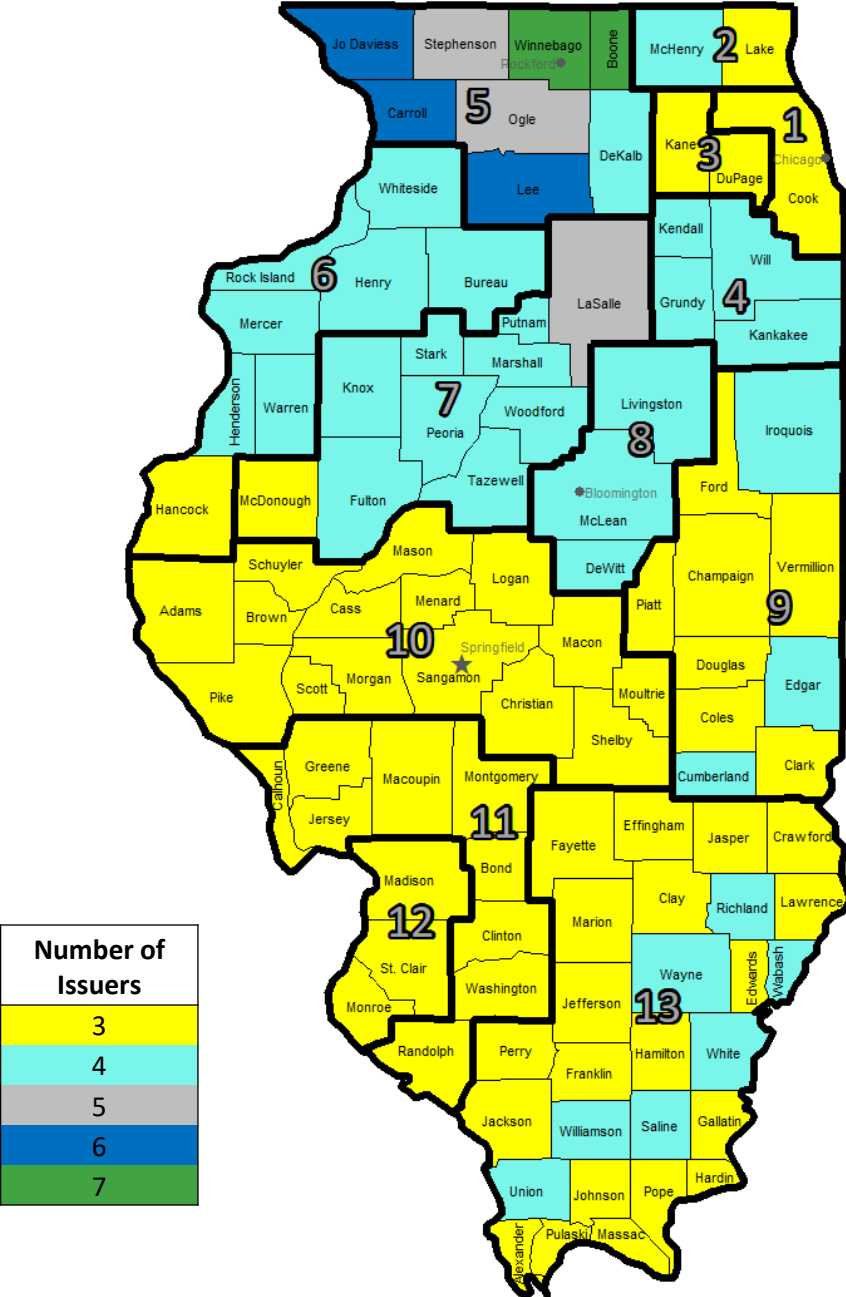 Jo Daviess
Stephenson
Winnebago
Boone
McHenry
2
Lake
Rockford
Carroll
5
Ogle
1
Kane
3
Chicago
DeKalb
DuPage
Lee
Cook
Whiteside
Kendall
Will
Rock Island
6
Henry
Bureau
LaSalle
Grundy
4
Mercer
Putnam
Kankakee
Stark
Marshall
Knox
7
Henderson
Warren
Woodford
Livingston
Peoria
8
Iroquois
Tazewell
Ford
Bloomington
Hancock
McDonough
Fulton
McLean
Mason
Schuyler
Logan
DeWitt
Champaign
Vermillion
Adams
Brown
Cass
Menard
Piatt
9
10
Springfield
Macon
Douglas
Pike
Scott
Morgan
Sangamon
Moultrie
Edgar
Christian
Coles
Shelby
Calhoun
Greene
Macoupin
Montgomery
Cumberland
Clark
Jersey
11
Effingham
Jasper
Crawford
Fayette
Madison
Bond
Clay
Richland
Lawrence
12
Marion
Clinton
St. Clair
Wayne
Edwards
Wabash
Washington
Monroe
Jefferson
13
Randolph
Perry
Hamilton
White
Franklin
Jackson
Williamson
Saline
Gallatin
Union
Johnson
Pope
Hardin
Alexander
Pulaski
Massac
Number of
Issuers
3
4
5
6
7